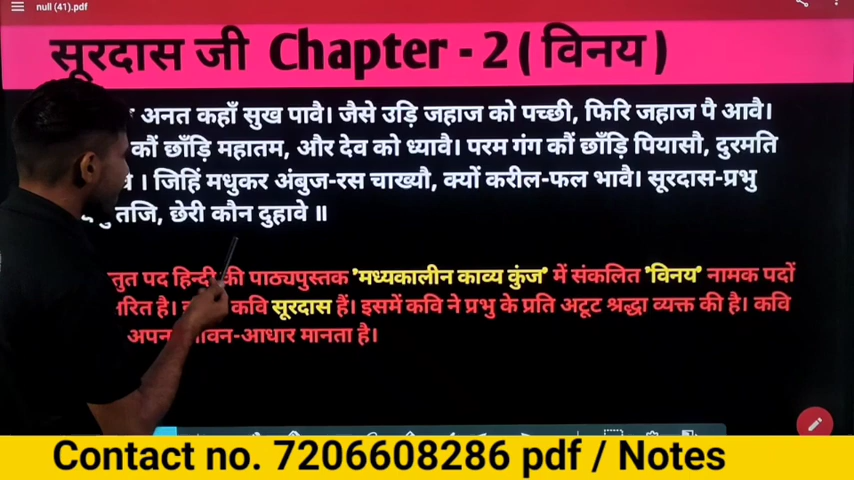 null (41).pdf
सूरदास जी Chapter - 2 ( विनय )
अनत कहाँ सुख पावै। जैसे उड़ि जहाज को पच्छी, फिरि जहाज पै आवै।
कौं छाँड़ि महातम, और देव को ध्यावै। परम गंग कौं छाँड़ि पियासौ, दुरमति
। जिहिं मधुकर अंबुज-रस चाख्यौ, क्यों करील-फल भावै। सूरदास-प्रभु
तजि, छेरी कौन दुहावे ॥
पद हिन्दी की पाठ्यपुस्तक 'मध्यकालीन काव्य कुंज' में संकलित 'विनय' नामक पदों
है। कवि सूरदास हैं। इसमें कवि ने प्रभु के प्रति अटूट श्रद्धा व्यक्त की है। कवि
मानता है।
Contact no. 7206608286 pdf / Notes